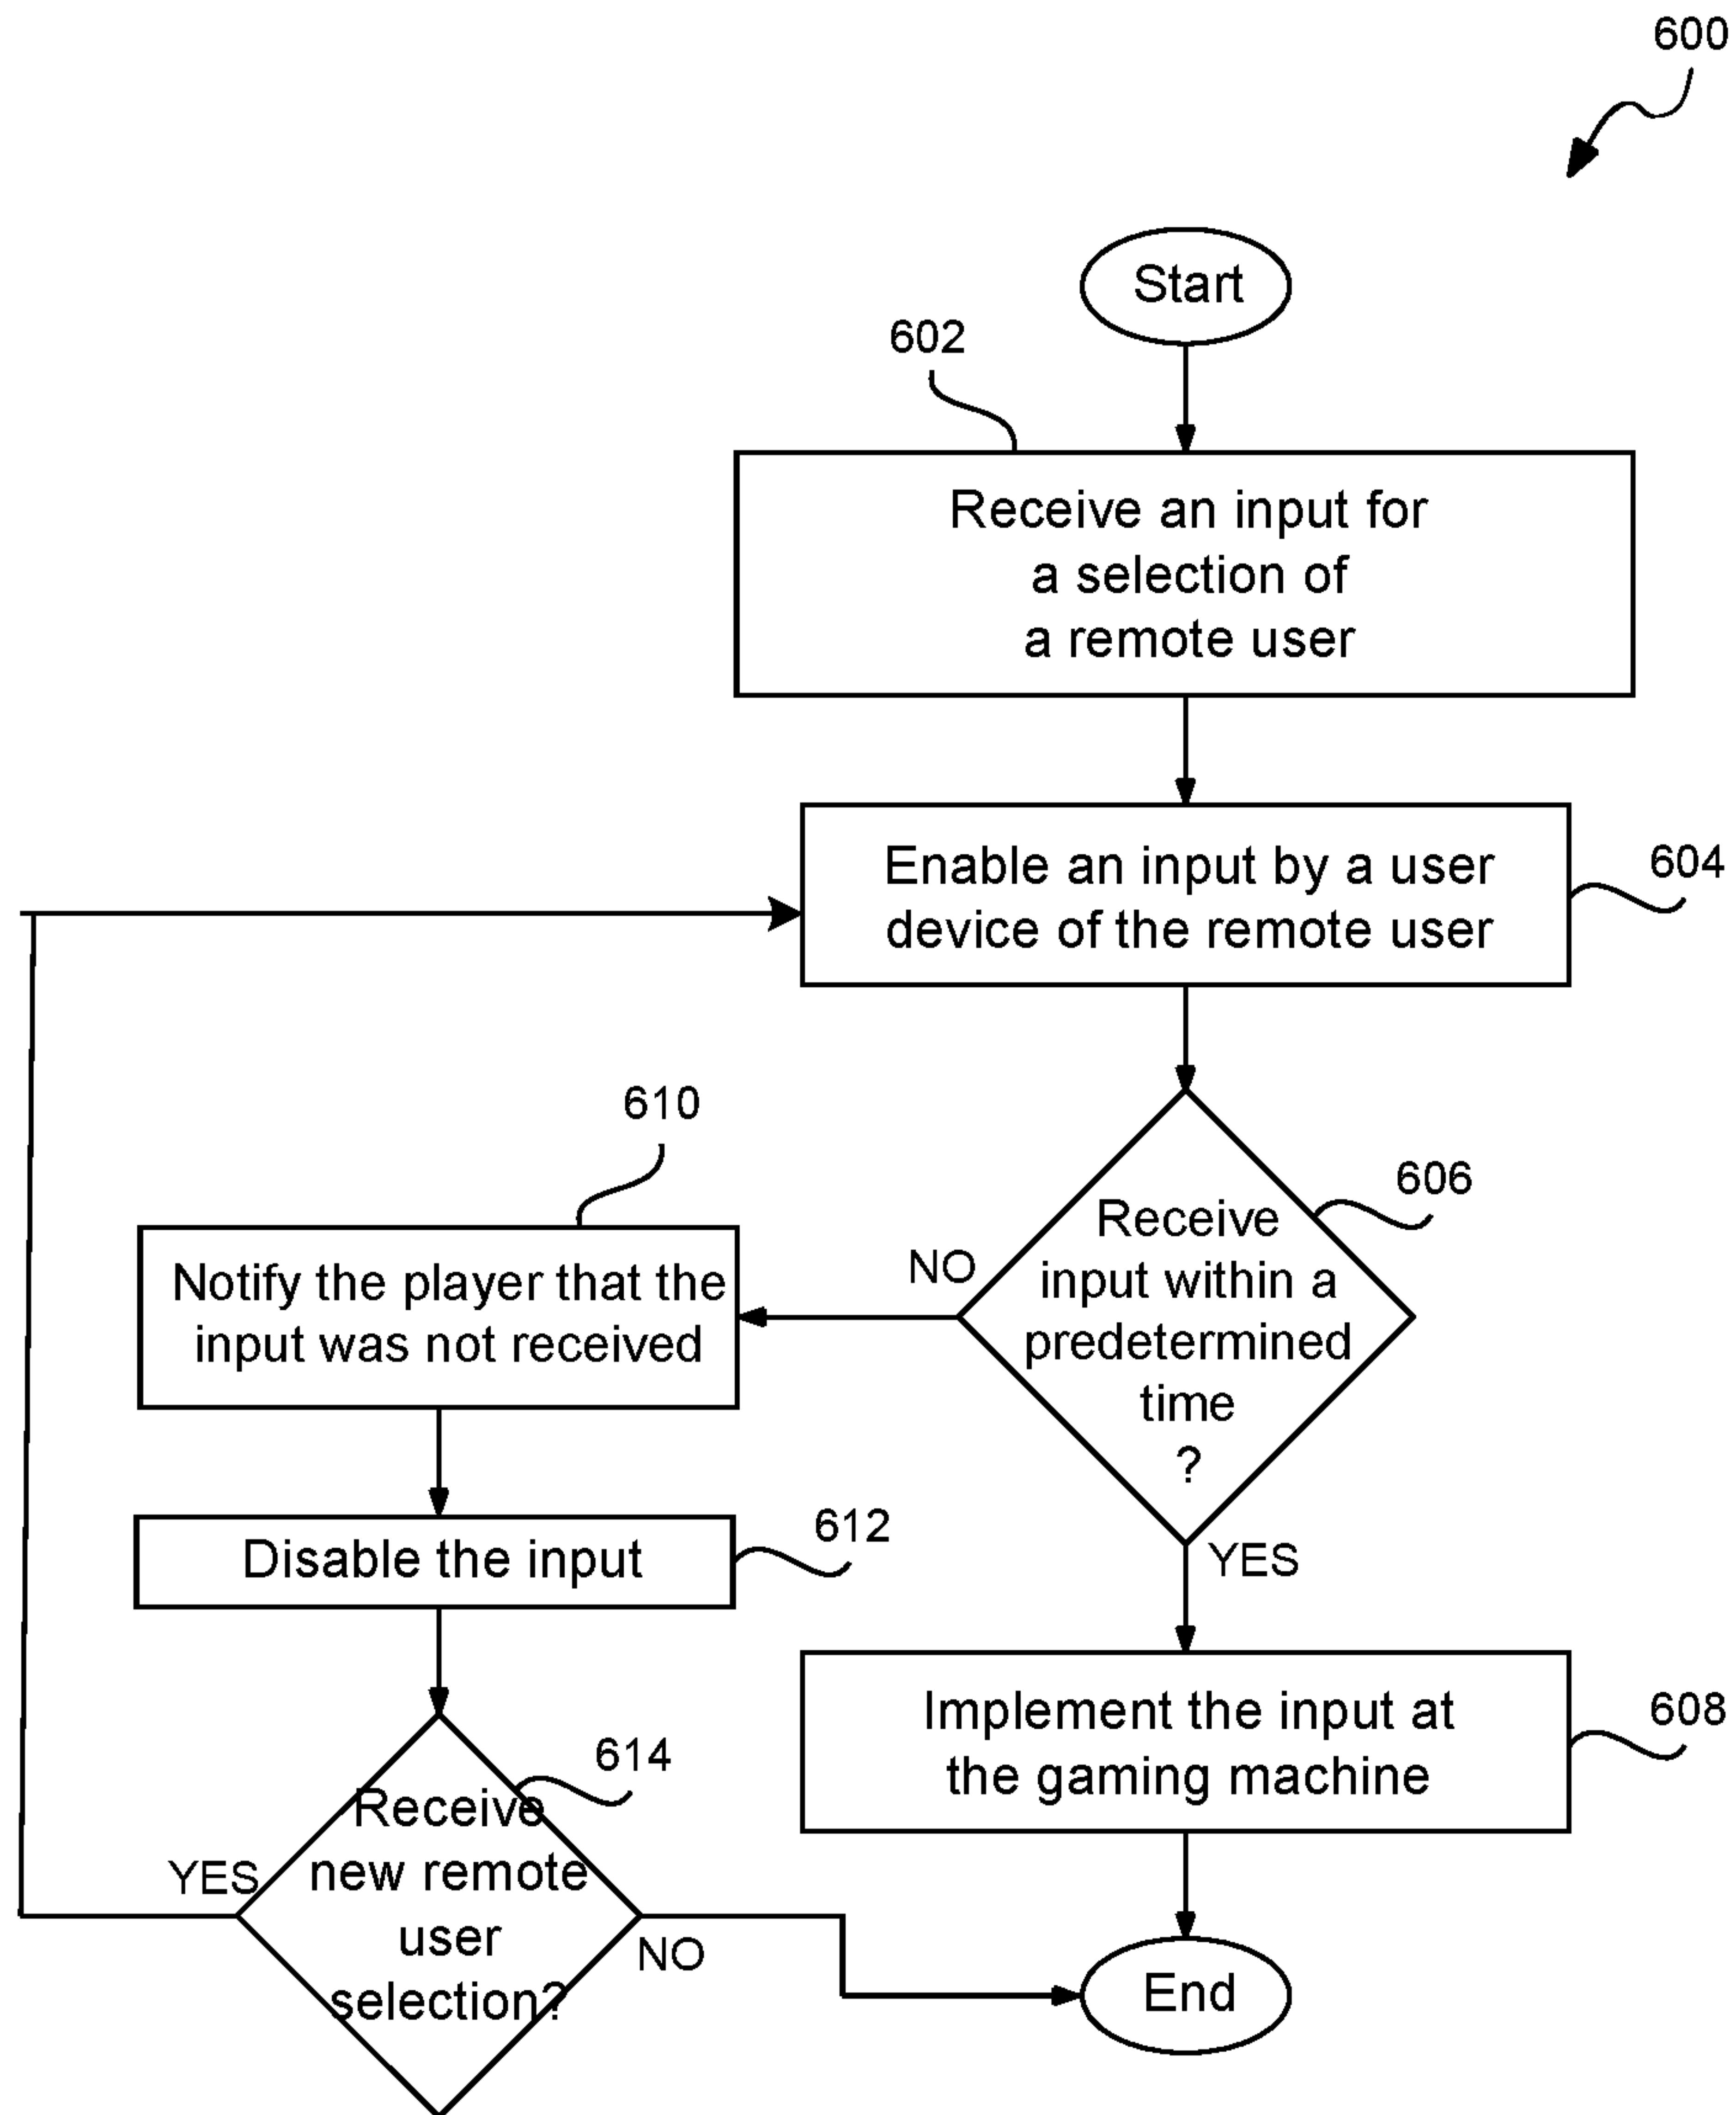 600
Start
602
Receive an input for
a selection of
a remote user
Enable an input by a user
device of the remote user
604
610
606
Receive
input within a
predetermined
time
?
NO
Notify the player that the
input was not received
YES
Disable the input
612
Implement the input at
the gaming machine
608
614
Receive
new remote
user
selection?
YES
NO
End